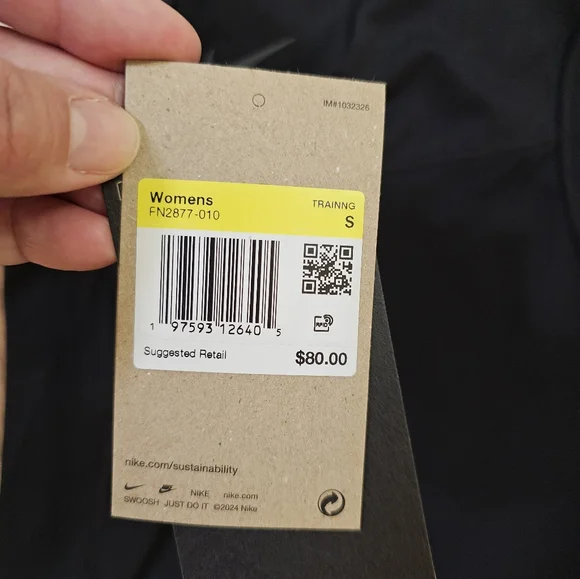 IM#1032326
Womens
FN2877-010
TRAINNG
S
1 97593 12640 5
RFID
Suggested Retail
$80.00
nike.com/sustainability
NIKE nike.com
SWOOSH JUST DO IT ©2024 Nike